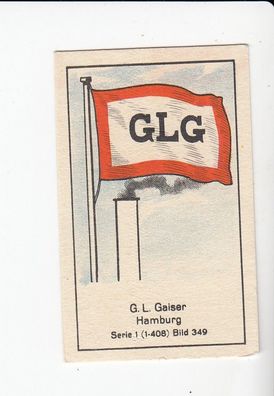 GLG
G. L. Gaiser
Hamburg
Serie 1 (1-408) Bild 349